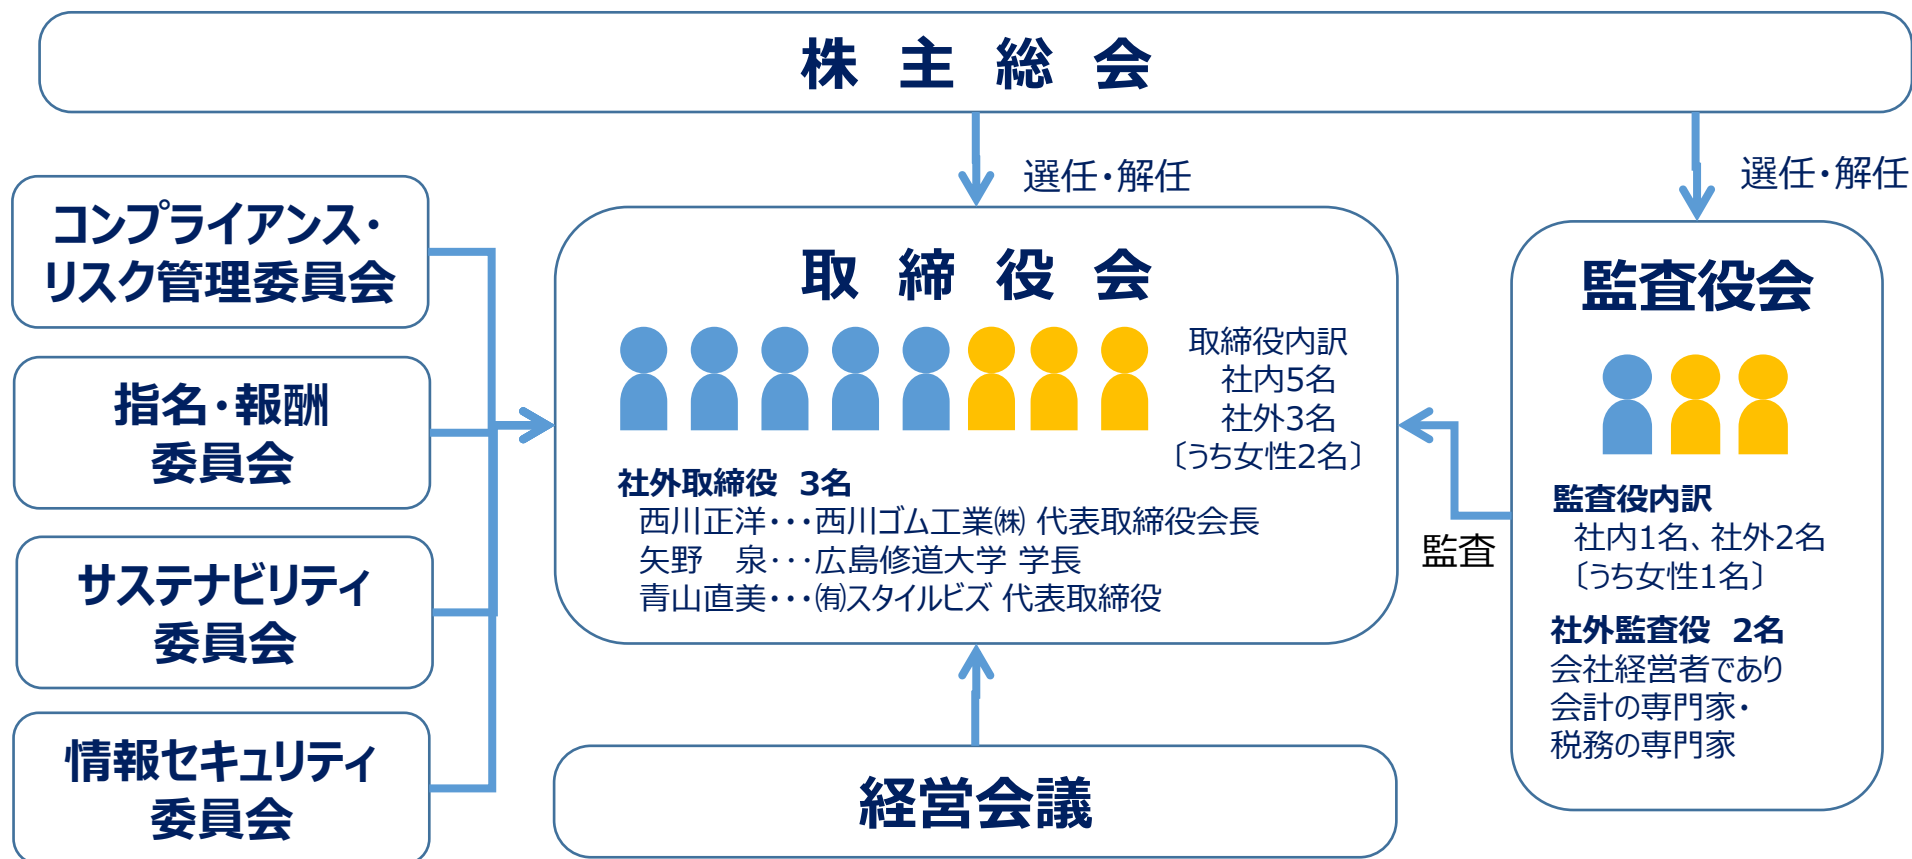 株 主 総 会
選任・解任
選任・解任
コンプライアンス・
リスク管理委員会
指名・報酬
委員会
サステナビリティ
委員会
情報セキュリティ
委員会
取 締 役 会
取締役内訳
社内5名
社外3名
〔うち女性2名〕
社外取締役 3名
西川正洋・・・西川ゴム工業㈱ 代表取締役会長
矢野 泉・・・広島修道大学 学長
青山直美・・・㈲スタイルビズ 代表取締役
監査
監査役会
監査役内訳
社内1名、社外2名
〔うち女性1名〕
社外監査役 2名
会社経営者であり
会計の専門家・
税務の専門家
経営会議